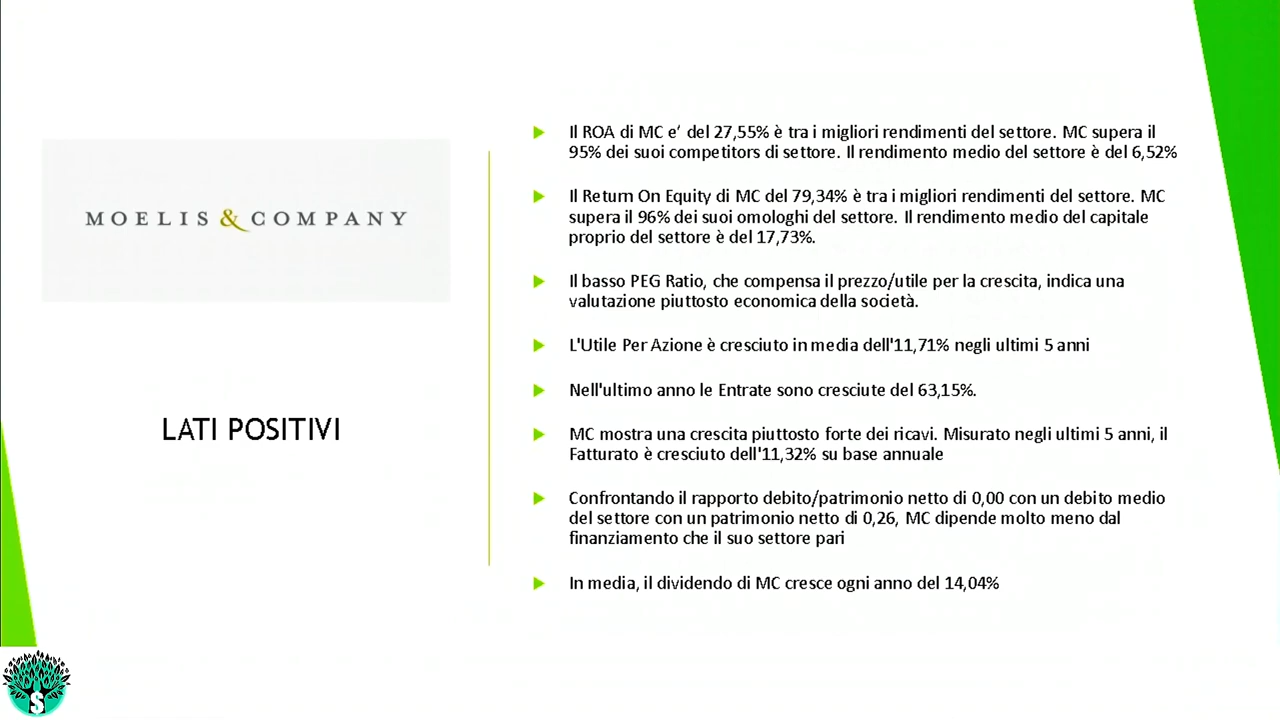 Il ROA di MC e' del 27,55% è tra i migliori rendimenti del settore. MC supera il
95% dei suoi competitors di settore. Il rendimento medio del settore è del 6,52%
Il Return On Equity di MC del 79,34% è tra i migliori rendimenti del settore. MC
supera il 96% dei suoi omologhi del settore. Il rendimento medio del capitale
proprio del settore è del 17,73%.
MOELIS & COMPANY
Il basso PEG Ratio, che compensa il prezzo/utile per la crescita, indica una
valutazione piuttosto economica della società.
L'Utile Per Azione è cresciuto in media dell'11,71% negli ultimi 5 anni
Nell'ultimo anno le Entrate sono cresciute del 63,15%.
LATI POSITIVI
MC mostra una crescita piuttosto forte dei ricavi. Misurato negli ultimi 5 anni, il
Fatturato è cresciuto dell'11,32% su base annuale
Confrontando il rapporto debito/patrimonio netto di 0,00 con un debito medio
del settore con un patrimonio netto di 0,26, MC dipende molto meno dal
finanziamento che il suo settore pari
In media, il dividendo di MC cresce ogni anno del 14,04%
$